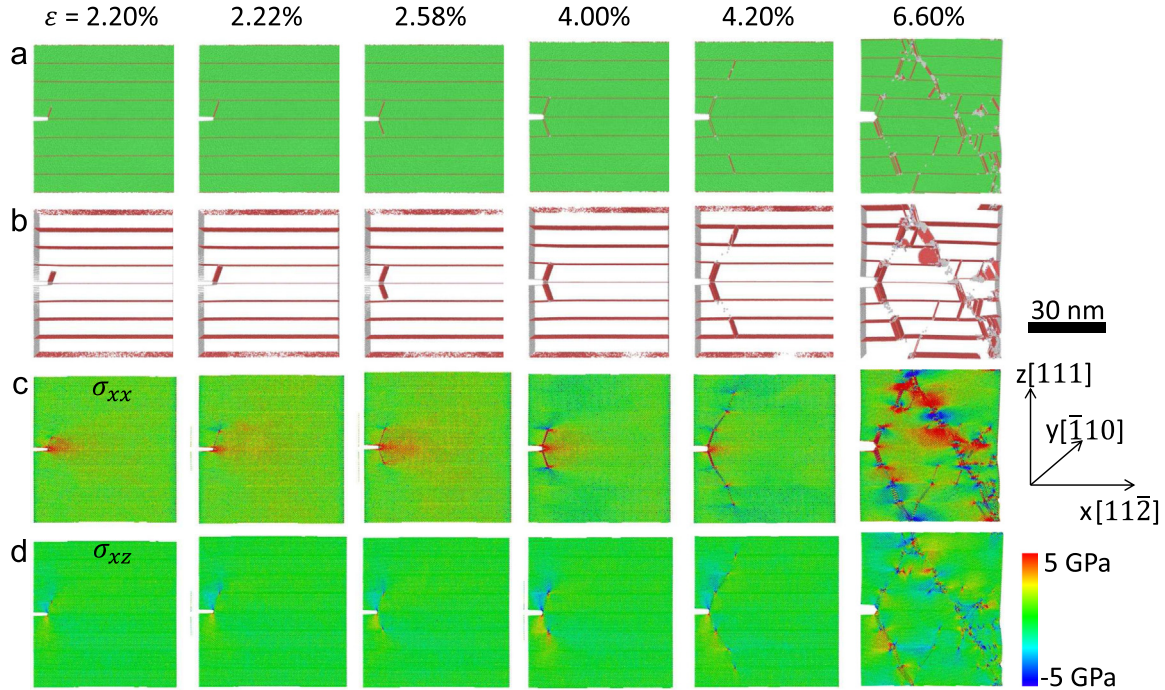 ε = 2.20% 2.22% 2.58% 4.00% 4.20% 6.60%
a
b
30 nm
c
σxx
z[111]
y[1̄10]
x[112̄]
d
σxz
5 GPa
-5 GPa